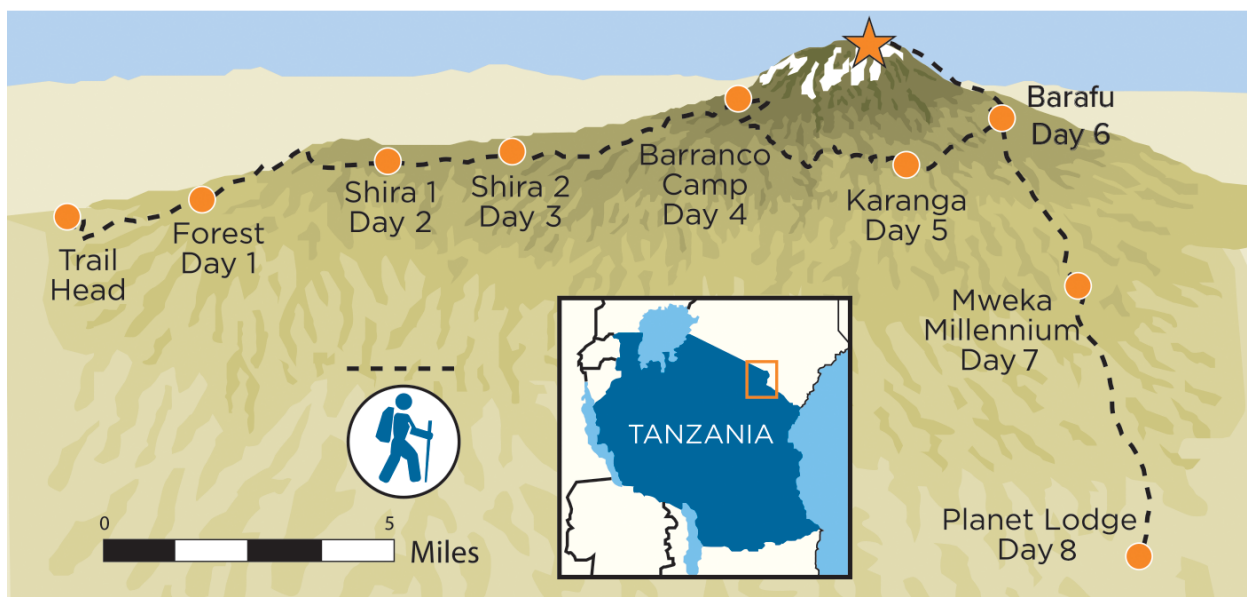 Trail
Head
Forest
Day 1
Shira 1
Day 2
Shira 2
Day 3
Barranco
Camp
Day 4
Karanga
Day 5
Barafu
Day 6
Mweka
Millennium
Day 7
Planet Lodge
Day 8
TANZANIA
0
5
Miles